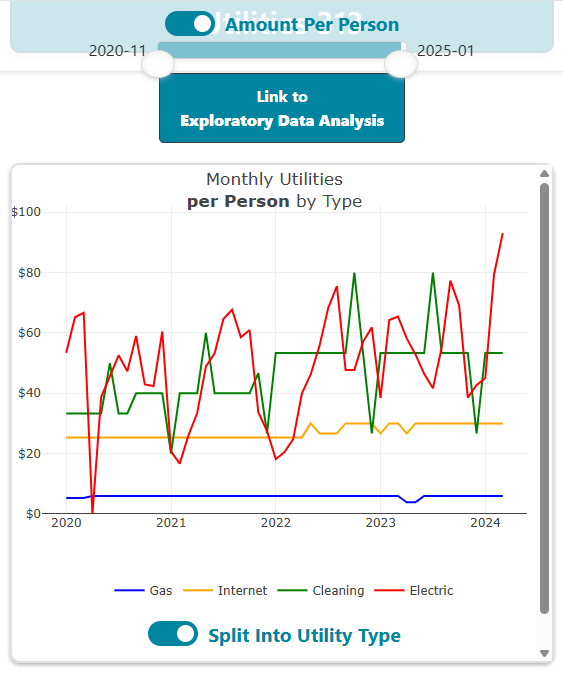 Utilities 313
Amount Per Person
2020-11
2025-01
Link to
Exploratory Data Analysis
Monthly Utilities
per Person by Type
$100
$80
$60
$40
$20
$0
2020
2021
2022
2023
2024
Gas
Internet
Cleaning
Electric
Split Into Utility Type